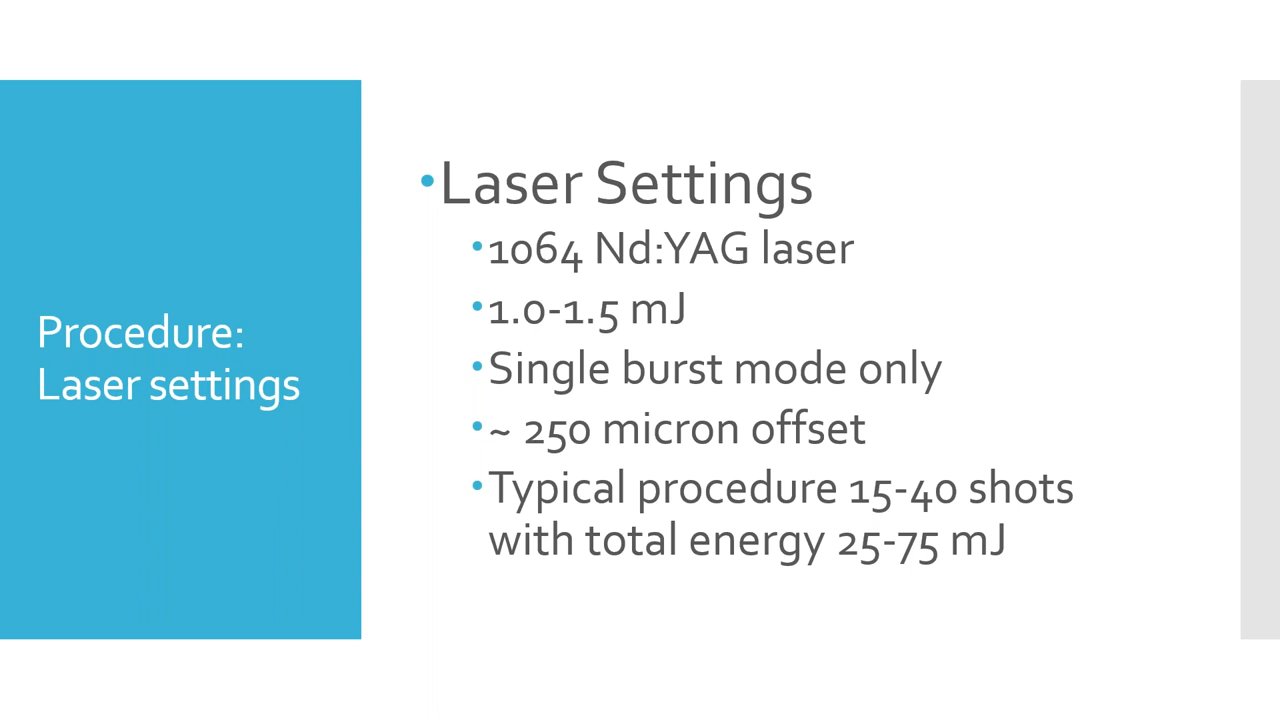 Procedure:
Laser settings
•Laser Settings
•1064 Nd:YAG laser
•1.0-1.5 mJ
•Single burst mode only
•~ 250 micron offset
•Typical procedure 15-40 shots
with total energy 25-75 mJ